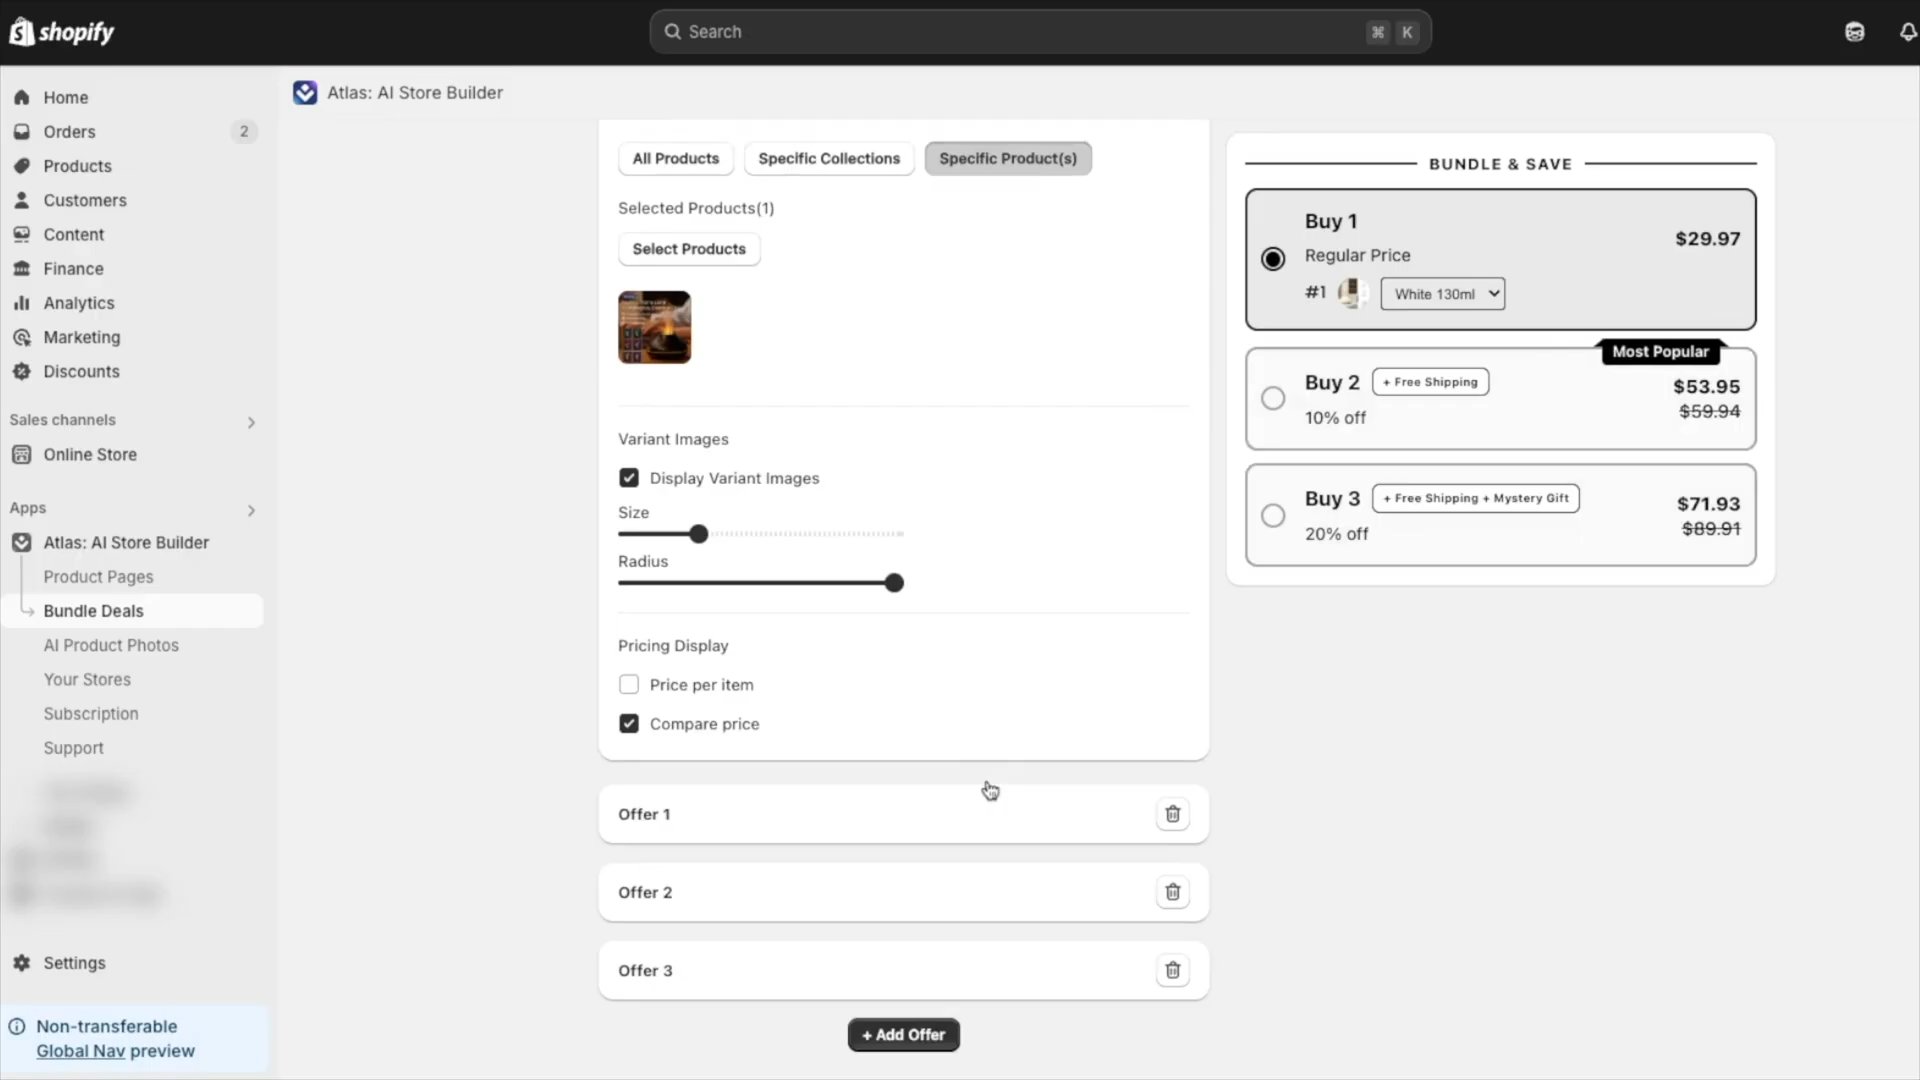 shopify
Search
⌘ K
Home
Orders 2
Products
Customers
Content
Finance
Analytics
Marketing
Discounts
Sales channels
Online Store
Apps
Atlas: AI Store Builder
Product Pages
Bundle Deals
AI Product Photos
Your Stores
Subscription
Support
Settings
Non-transferable
Global Nav preview
Atlas: AI Store Builder
All Products
Specific Collections
Specific Product(s)
Selected Products(1)
Select Products
Variant Images
Display Variant Images
Size
Radius
Pricing Display
Price per item
Compare price
Offer 1
Offer 2
Offer 3
+ Add Offer
BUNDLE & SAVE
Buy 1
$29.97
Regular Price
#1
White 130ml
Most Popular
Buy 2
+ Free Shipping
$53.95
10% off
$59.94
Buy 3
+ Free Shipping + Mystery Gift
$71.93
20% off
$89.91